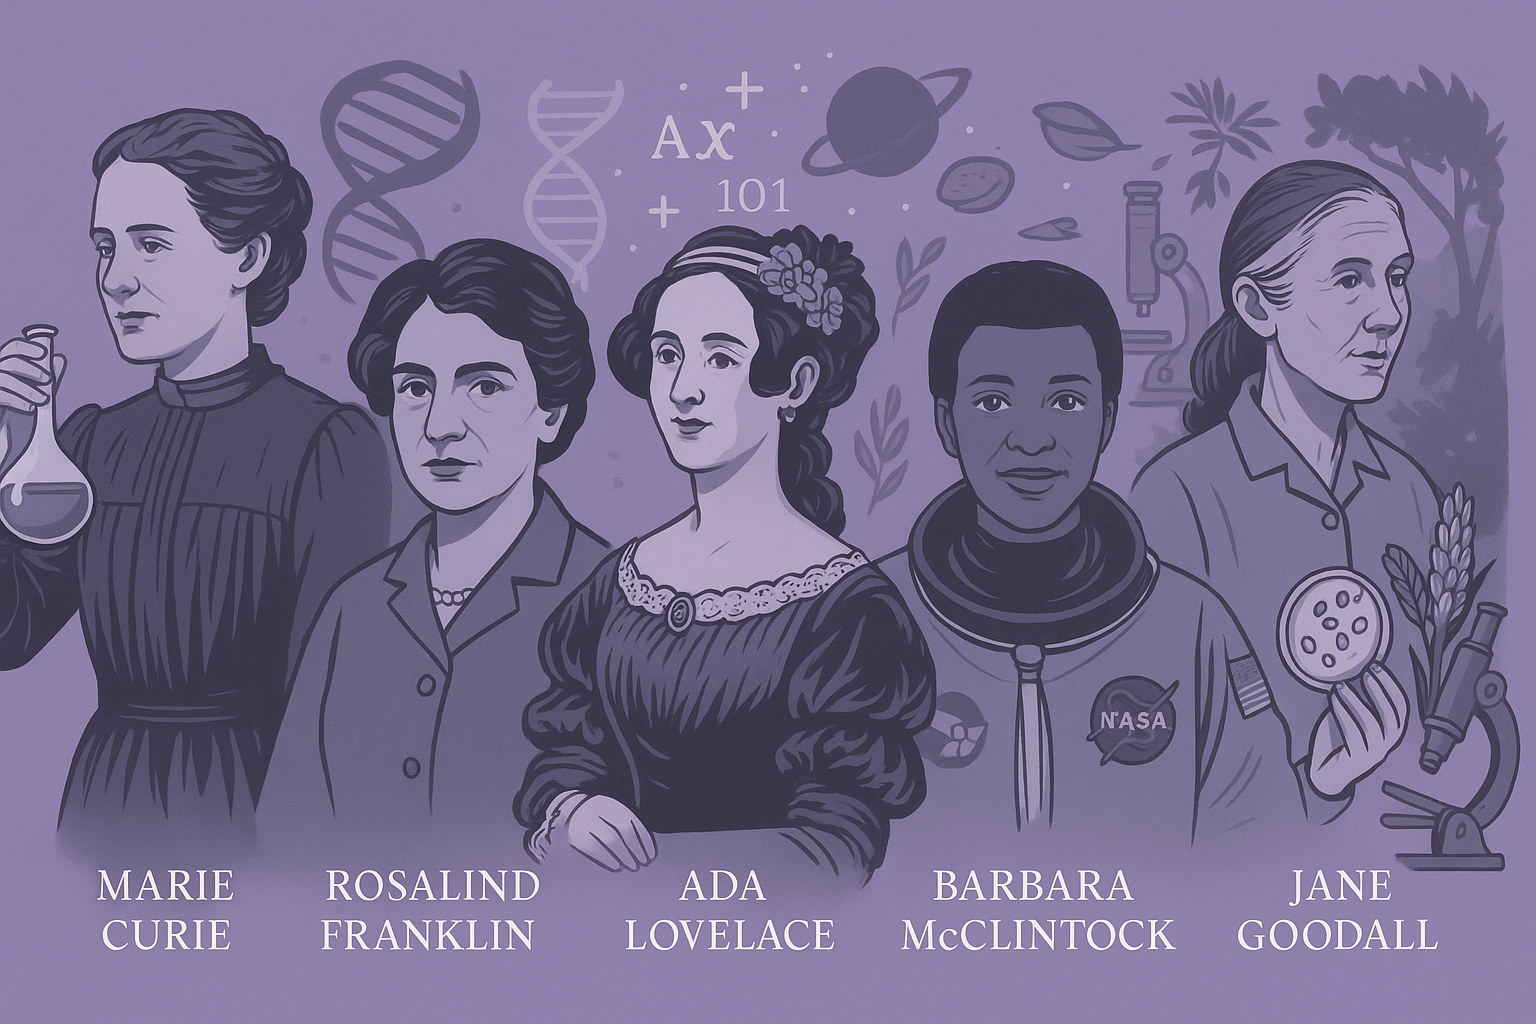 Ax
101
NASA
MARIE
CURIE
ROSALIND
FRANKLIN
ADA
LOVELACE
BARBARA
McCLINTOCK
JANE
GOODALL